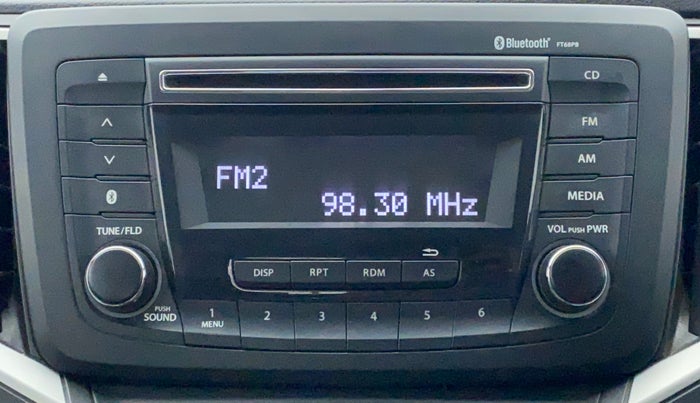 Bluetooth® FT68PB
CD
FM
AM
MEDIA
FM2
98.30 MHz
TUNE/FLD
VOL PUSH PWR
DISP RPT RDM AS
PUSH
SOUND
1 2 3 4 5 6
MENU